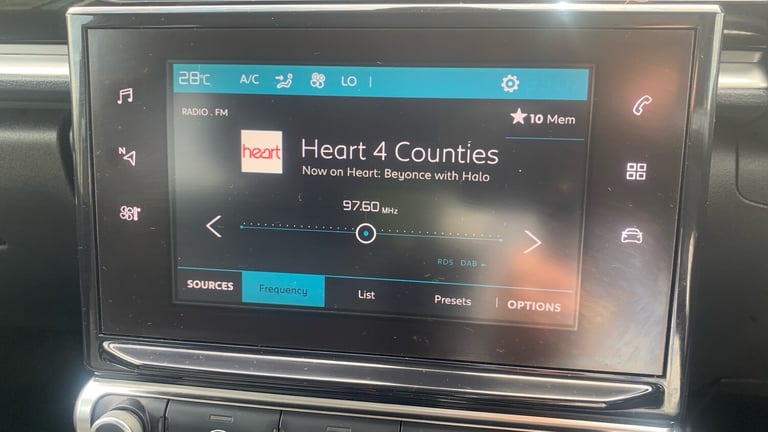 28°C A/C LO
RADIO . FM
10 Mem
heart
Heart 4 Counties
Now on Heart: Beyonce with Halo
97.60 MHz
N
RDS DAB
SOURCES Frequency List Presets OPTIONS